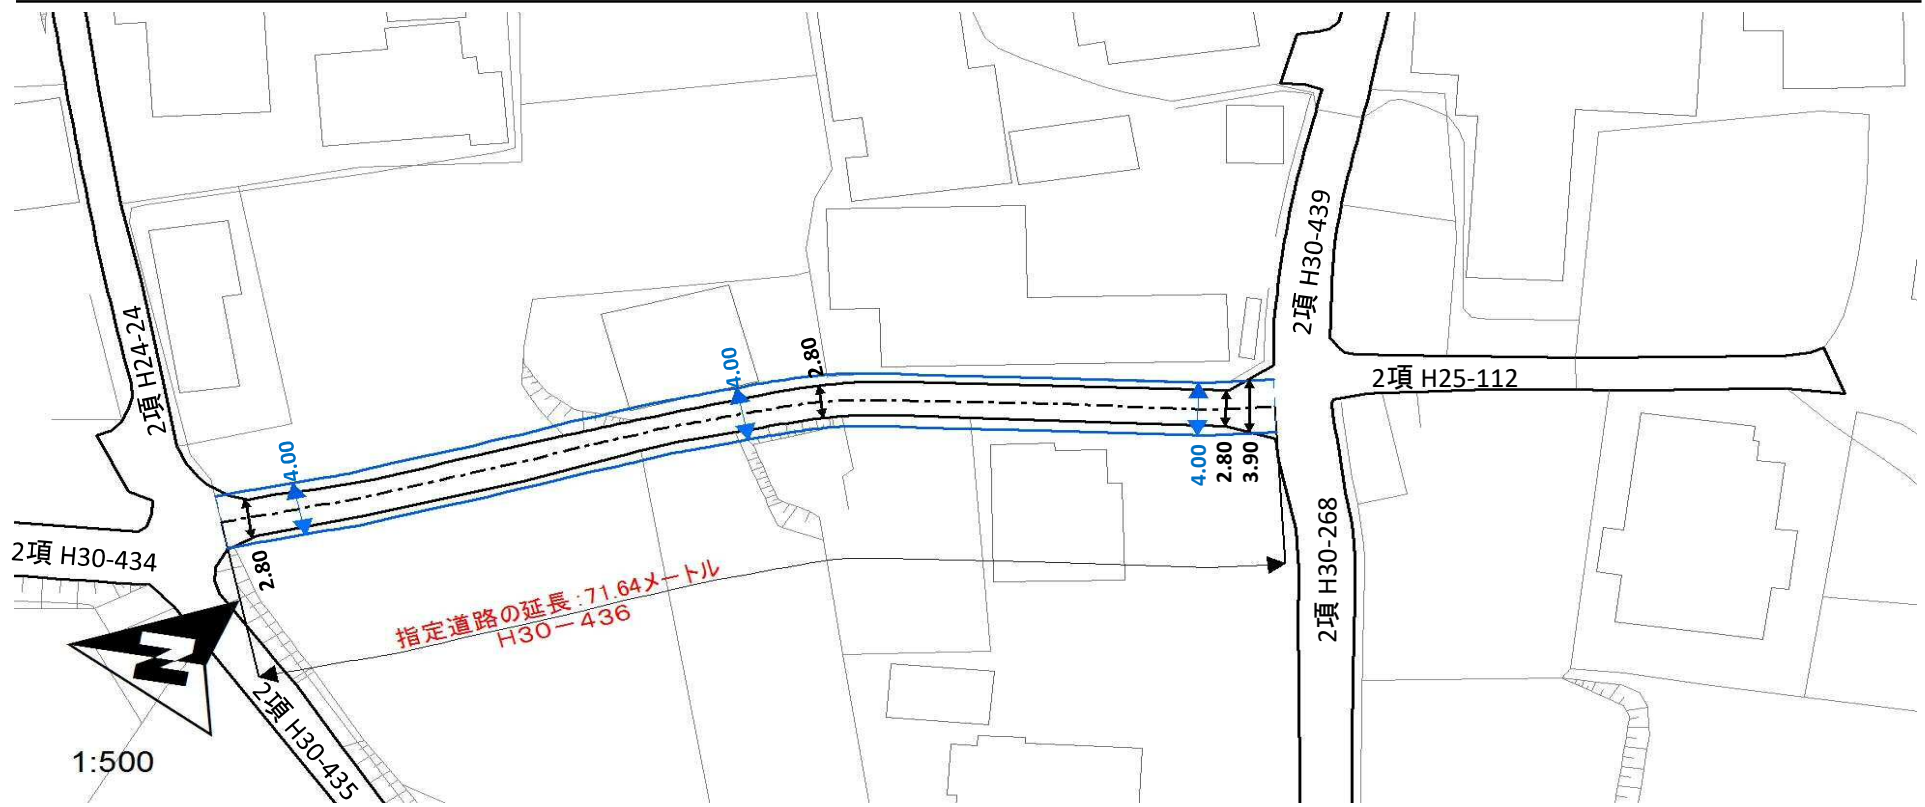 2項 H24-24
2項 H30-434
2項 H30-435
2項 H30-439
2項 H25-112
2項 H30-268
4.00
2.80
4.00
2.80
4.00
2.80
3.90
指定道路の延長:71.64メートル
H30－436
N
1:500